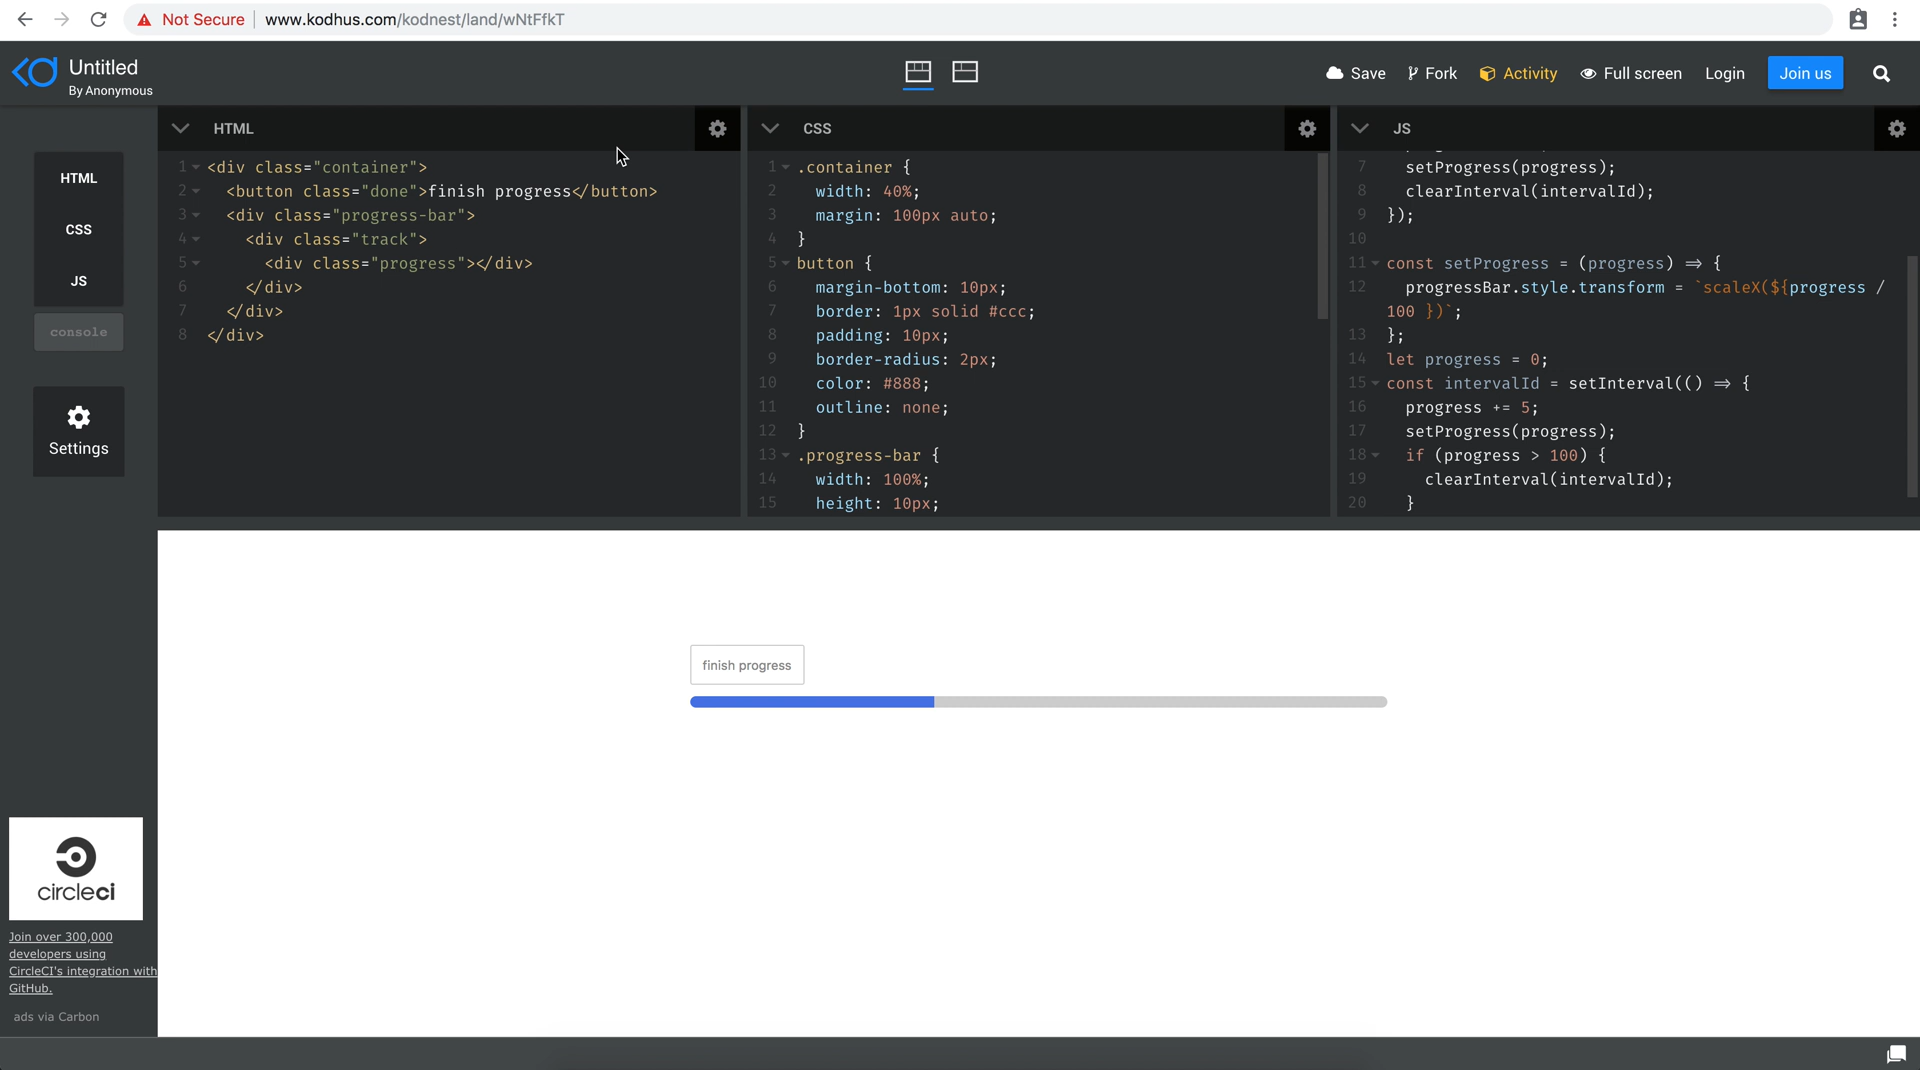 Not Secure www.kodhus.com/kodnest/land/wNtFfkT
Untitled
By Anonymous
Save Fork Activity Full screen Login Join us
HTML
CSS
JS
console
Settings
HTML
1 <div class="container">
2 <button class="done">finish progress</button>
3 <div class="progress-bar">
4 <div class="track">
5 <div class="progress"></div>
6 </div>
7 </div>
8 </div>
CSS
1 .container {
2 width: 40%;
3 margin: 100px auto;
4 }
5 button {
6 margin-bottom: 10px;
7 border: 1px solid #ccc;
8 padding: 10px;
9 border-radius: 2px;
10 color: #888;
11 outline: none;
12 }
13 .progress-bar {
14 width: 100%;
15 height: 10px;
JS
7 setProgress(progress);
8 clearInterval(intervalId);
9 });
10
11 const setProgress = (progress) => {
12 progressBar.style.transform = `scaleX(${progress /
100 })`;
13 };
14 let progress = 0;
15 const intervalId = setInterval(() => {
16 progress += 5;
17 setProgress(progress);
18 if (progress > 100) {
19 clearInterval(intervalId);
20 }
finish progress
circleci
Join over 300,000
developers using
CircleCI's integration with
GitHub.
ads via Carbon